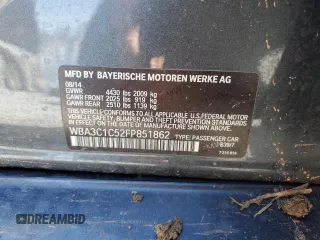 MFD. BY BAYERISCHE MOTOREN WERKE AG
08/14
GVWR 4430 lbs 2009 kg
GAWR FRONT 2025 lbs 919 kg
GAWR REAR 2510 lbs 1139 kg
THIS VEHICLE CONFORMS TO ALL APPLICABLE
U.S. FEDERAL MOTOR VEHICLE SAFETY, BUMPER, AND
THEFT PREVENTION STANDARDS IN EFFECT ON THE
DATE OF MANUFACTURE SHOWN ABOVE.
WBA3C1C52FP851862 TYPE: PASSENGER CAR
DREAMBID